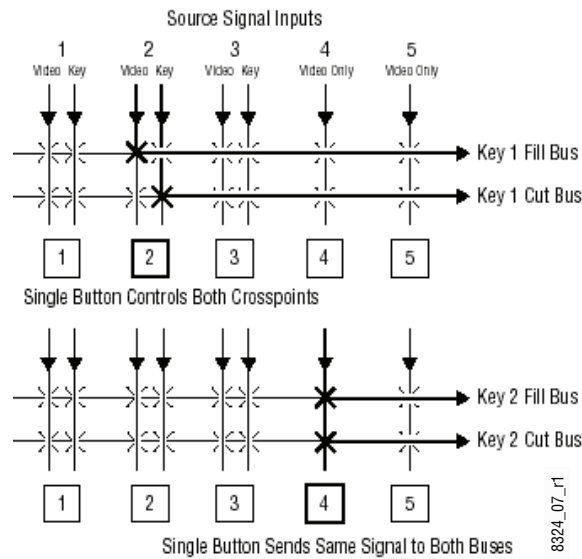 Source Signal Inputs
1 2 3 4 5
Video Key Video Key Video Key Video Only Video Only
Key 1 Fill Bus
Key 1 Cut Bus
1 2 3 4 5
Single Button Controls Both Crosspoints
Key 2 Fill Bus
Key 2 Cut Bus
1 2 3 4 5
8324_07_r1
Single Button Sends Same Signal to Both Buses